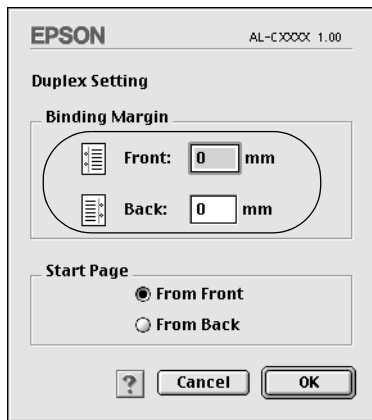 EPSON AL-CXXXX 1.00
Duplex Setting
Binding Margin
Front: 0 mm
Back: 0 mm
Start Page
From Front
From Back
? Cancel OK